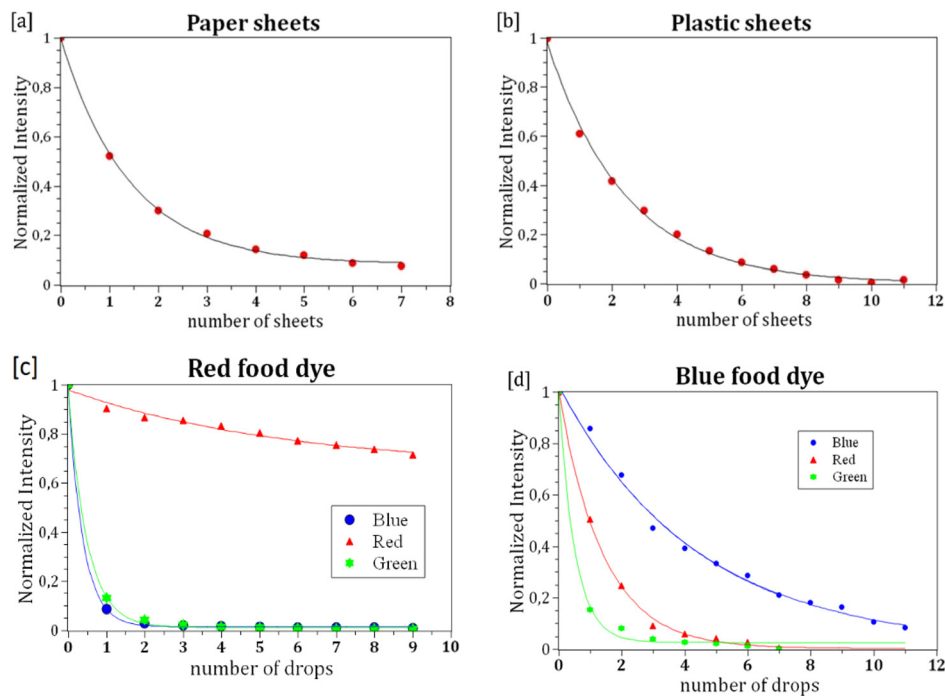 [a]
Paper sheets
Normalized Intensity
1
0,8
0,6
0,4
0,2
0
0 1 2 3 4 5 6 7 8
number of sheets
[b]
Plastic sheets
Normalized Intensity
1
0,8
0,6
0,4
0,2
0
0 2 4 6 8 10 12
number of sheets
[c]
Red food dye
Normalized Intensity
1
0,8
0,6
0,4
0,2
0
Blue
Red
Green
0 1 2 3 4 5 6 7 8 9 10
number of drops
[d]
Blue food dye
Normalized Intensity
1
0,8
0,6
0,4
0,2
0
Blue
Red
Green
0 2 4 6 8 10 12
number of drops